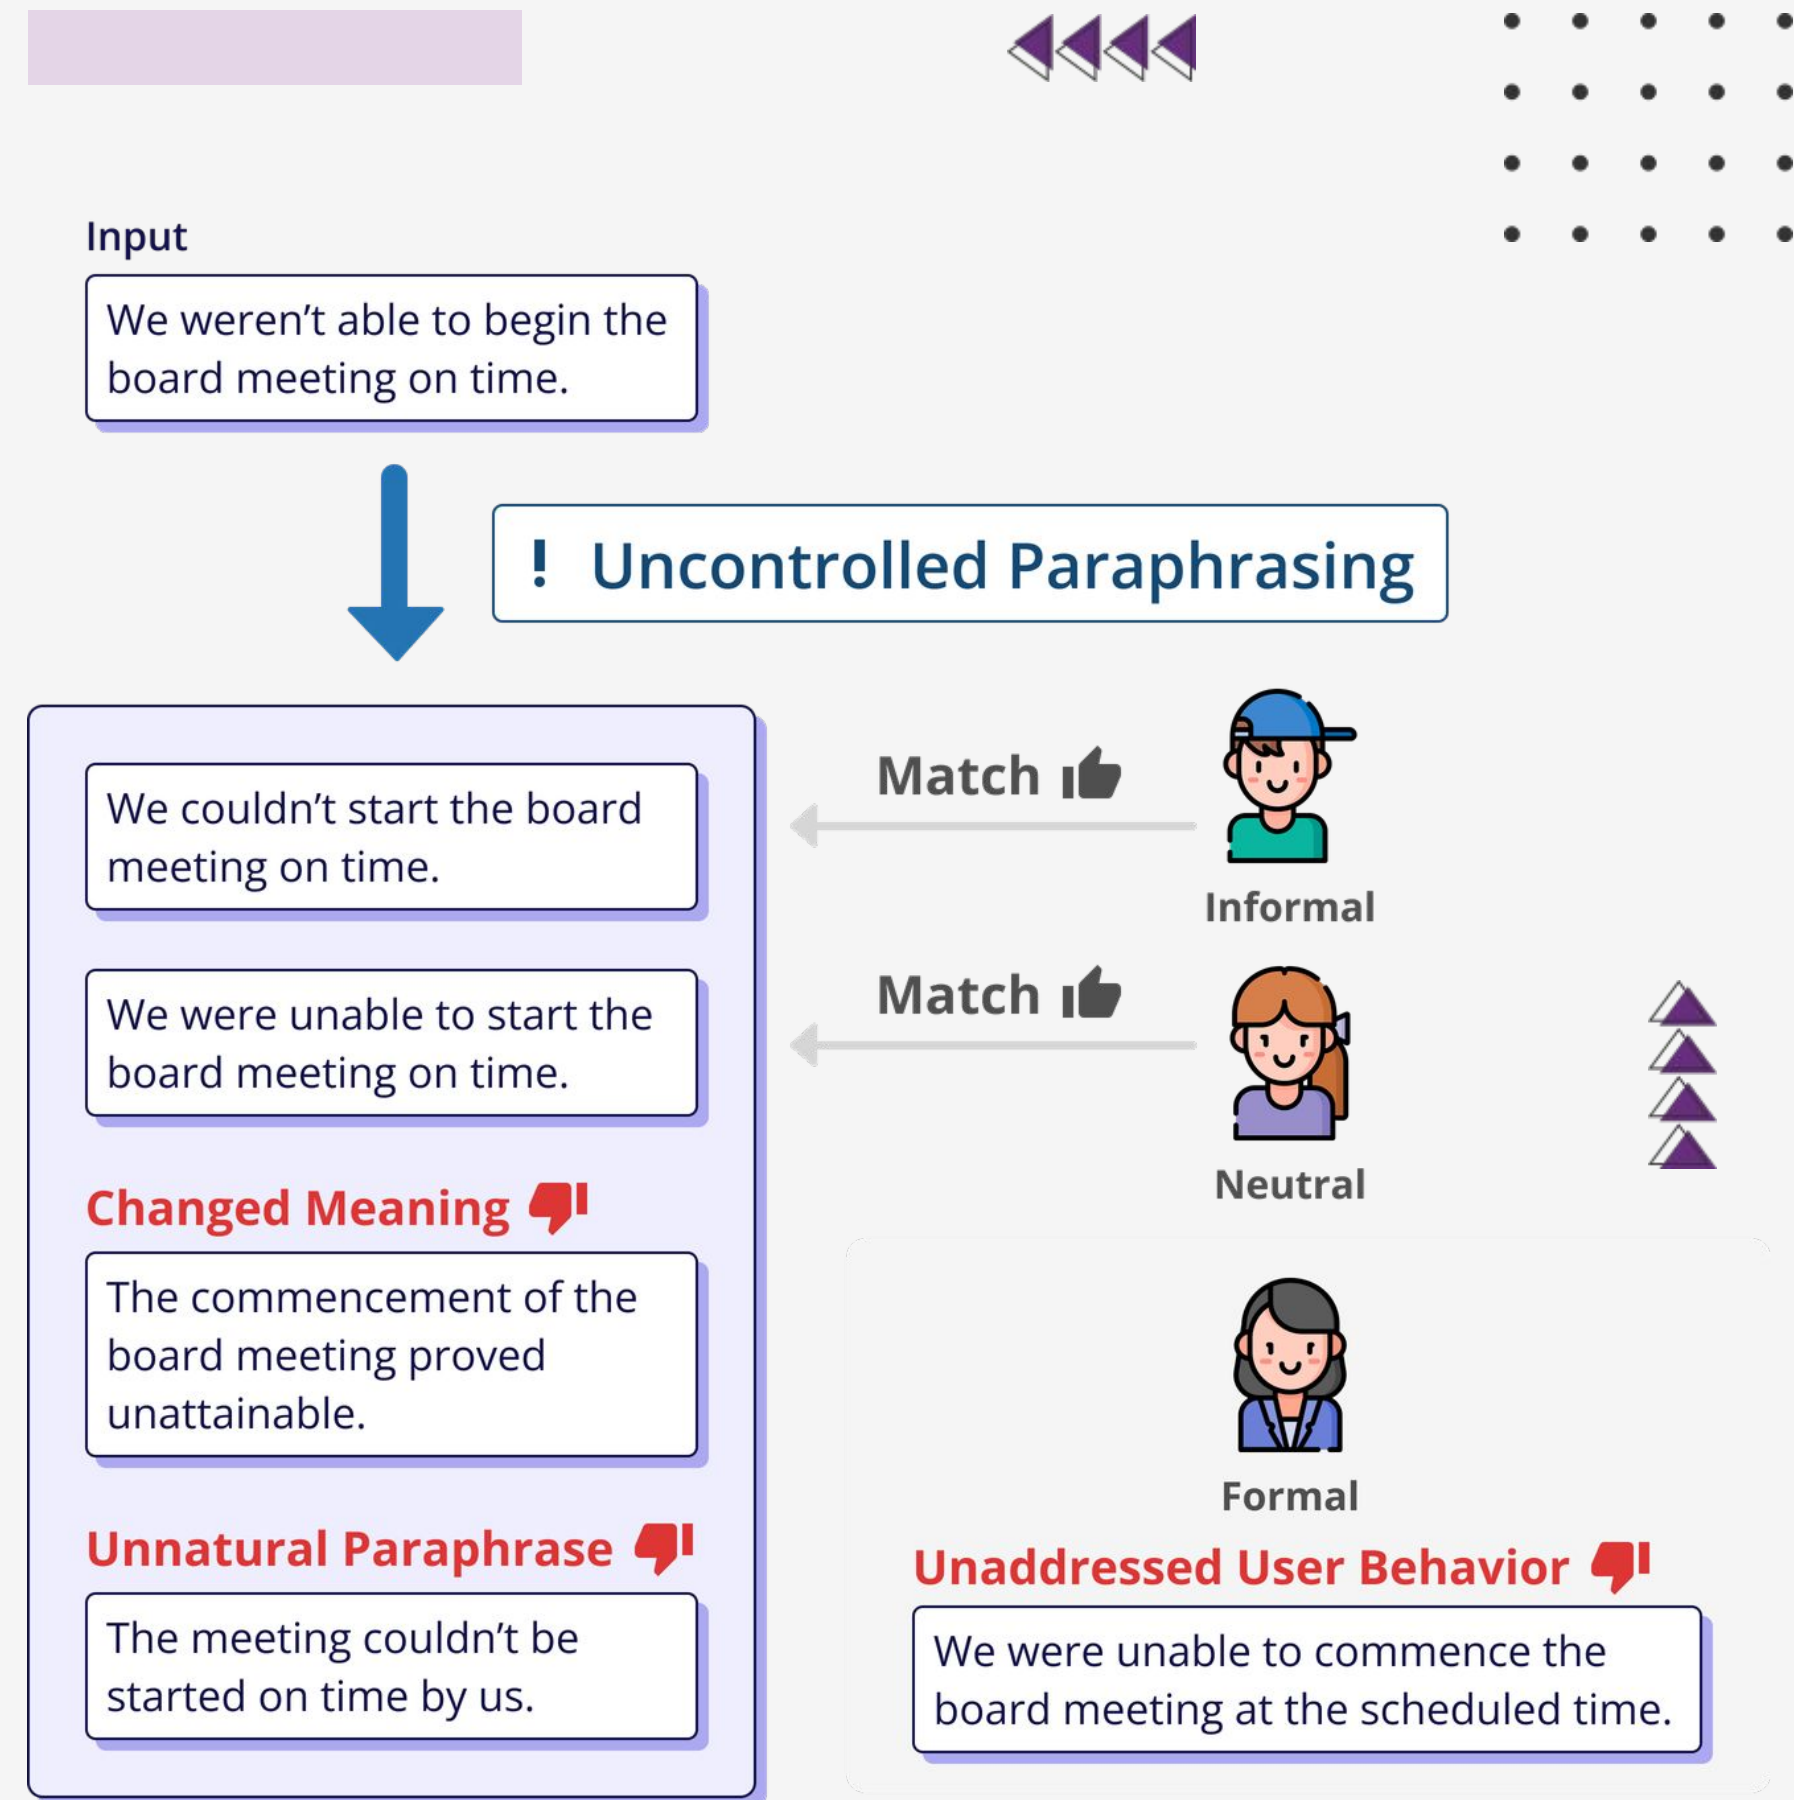 Input
We weren't able to begin the
board meeting on time.
! Uncontrolled Paraphrasing
We couldn't start the board
meeting on time.
Match
Informal
We were unable to start the
board meeting on time.
Match
Neutral
Changed Meaning
The commencement of the
board meeting proved
unattainable.
Unnatural Paraphrase
The meeting couldn't be
started on time by us.
Formal
Unaddressed User Behavior
We were unable to commence the
board meeting at the scheduled time.